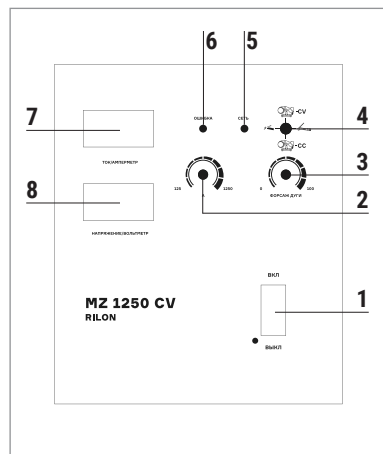 6 5
7
ОШИБКА СЕТЬ
-CV
4
-CC
ТОК/АМПЕРМЕТР
3
8
125 A 1250
0 100
ФОРСАЖ ДУГИ
2
НАПРЯЖЕНИЕ/ВОЛЬТМЕТР
ВКЛ
MZ 1250 CV
RILON
1
ВЫКЛ